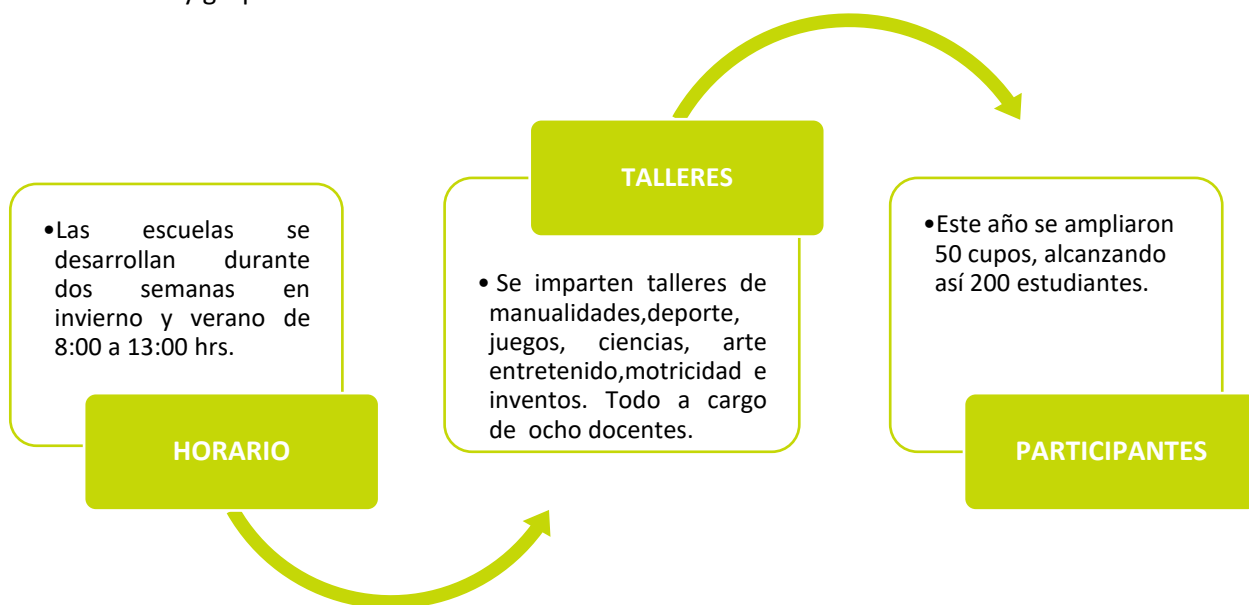 •Las escuelas se
desarrollan durante
dos semanas en
invierno y verano de
8:00 a 13:00 hrs.
HORARIO
TALLERES
• Se imparten talleres de
manualidades,deporte,
juegos, ciencias, arte
entretenido,motricidad e
inventos. Todo a cargo
de ocho docentes.
•Este año se ampliaron
50 cupos, alcanzando
así 200 estudiantes.
PARTICIPANTES